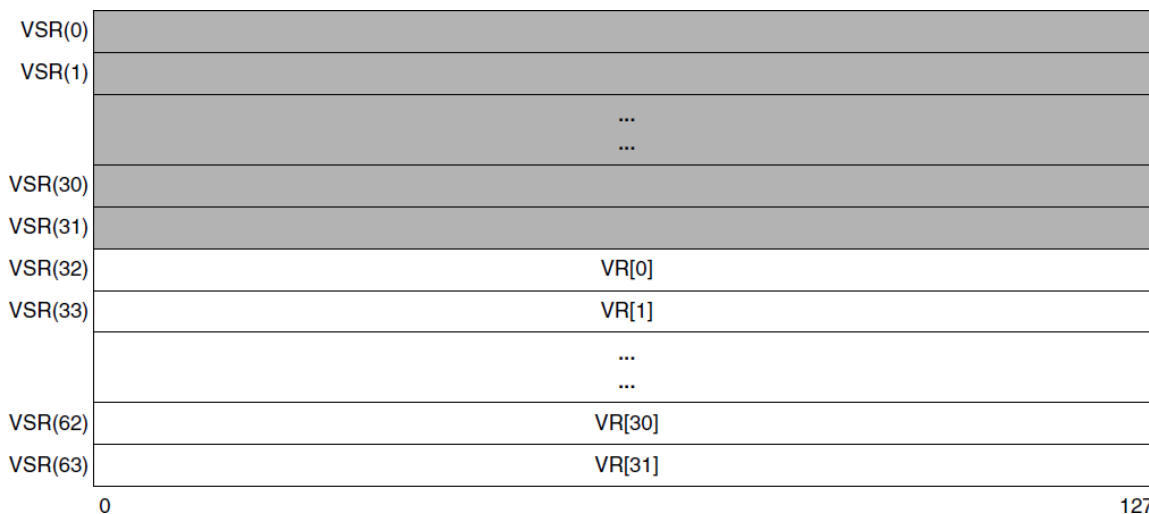 VSR(0)
VSR(1)
...
...
VSR(30)
VSR(31)
VSR(32) VR[0]
VSR(33) VR[1]
...
...
VSR(62) VR[30]
VSR(63) VR[31]
0 127